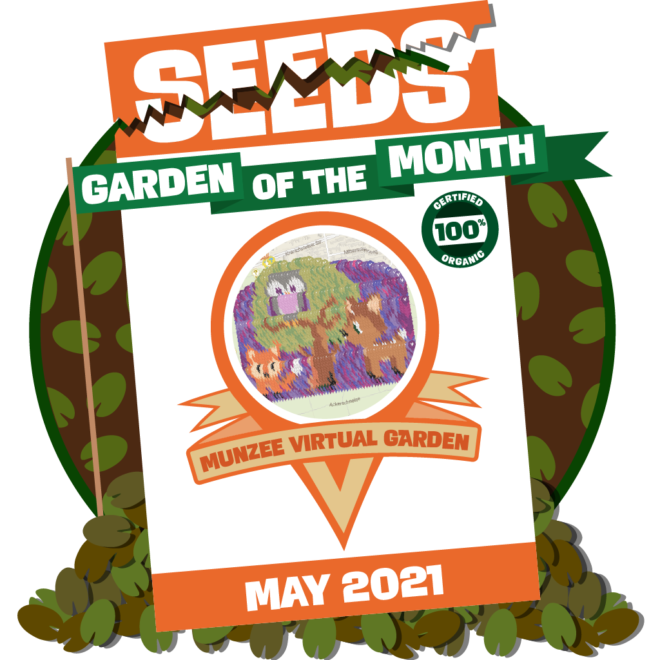 SEEDS
GARDEN OF THE MONTH
CERTIFIED
100%
ORGANIC
MUNZEE VIRTUAL GARDEN
MAY 2021